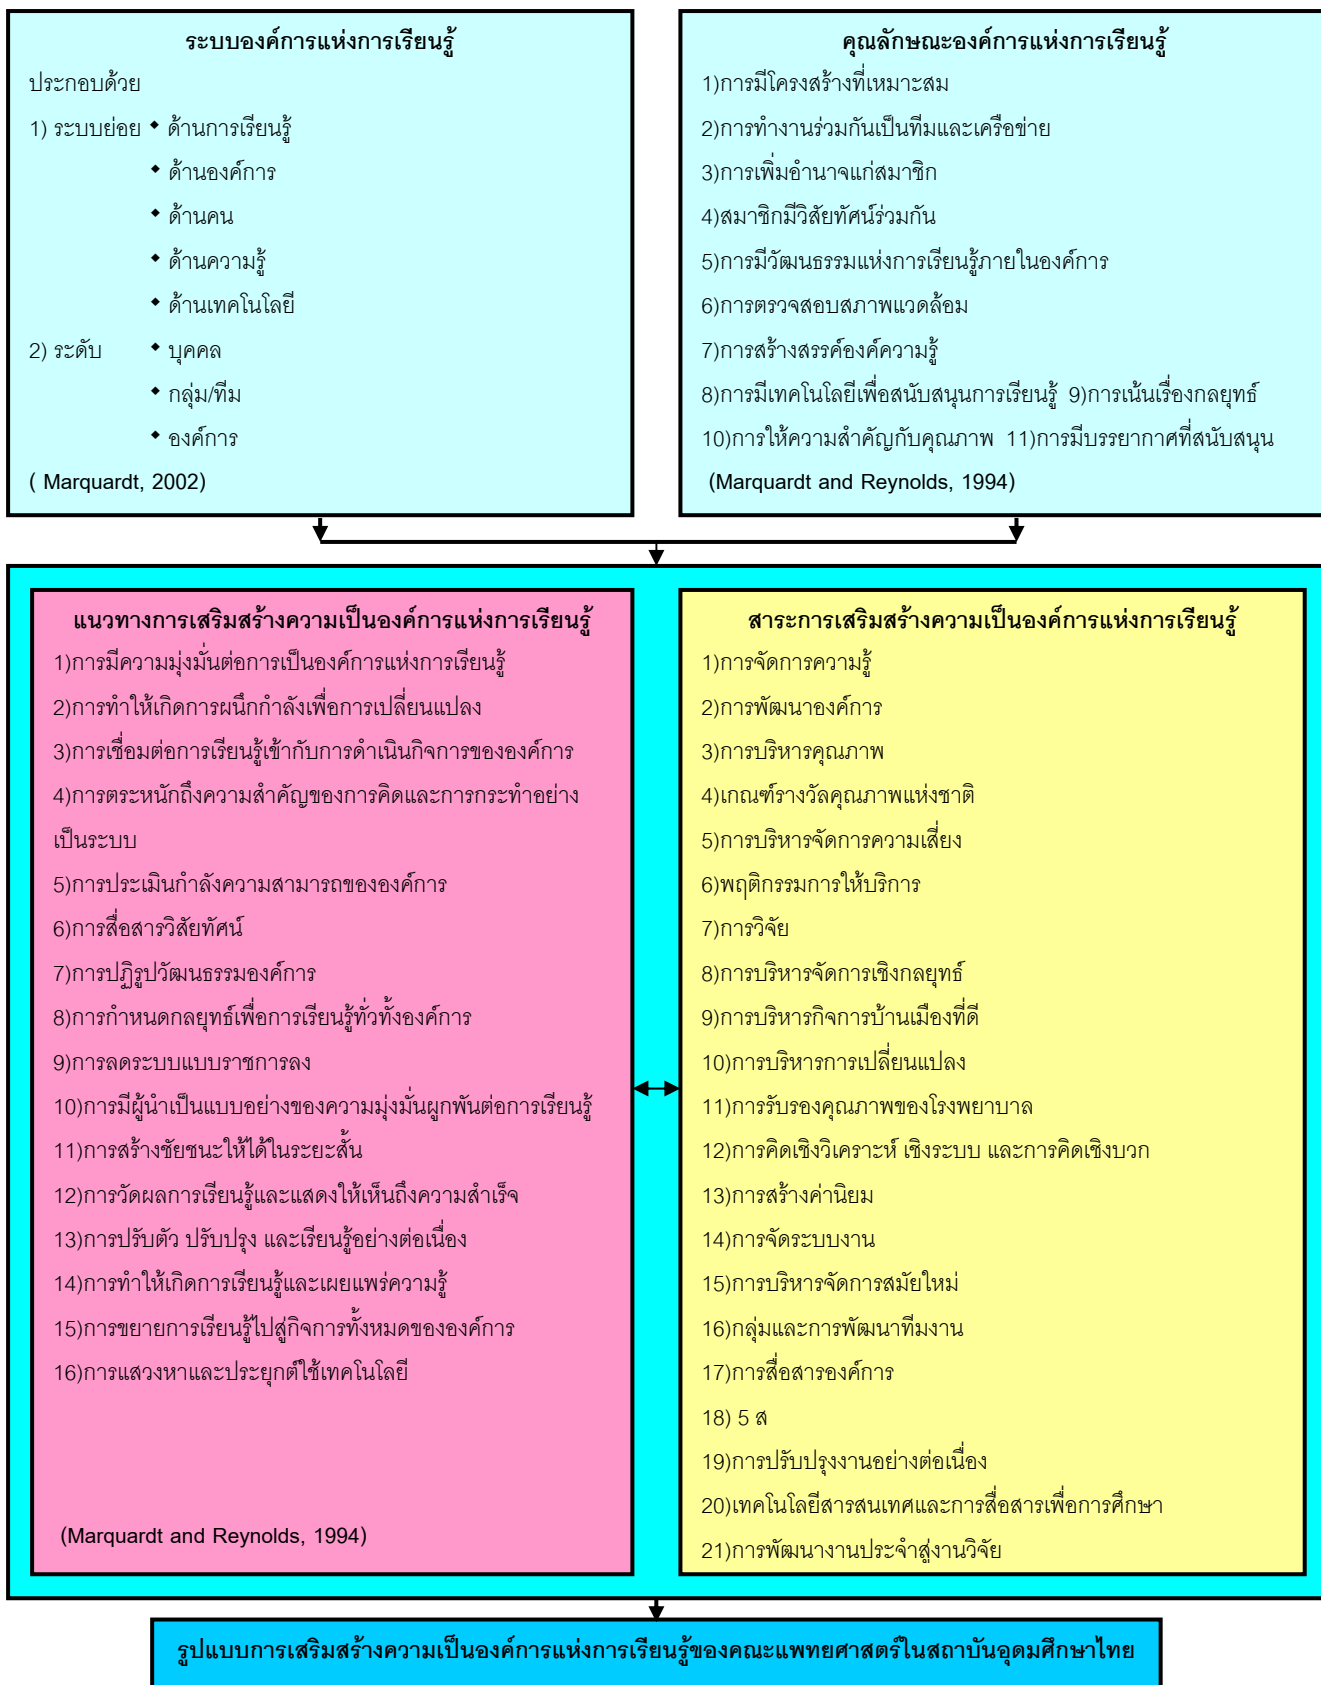 ระบบองค์การแห่งการเรียนรู้
ประกอบด้วย
1) ระบบย่อย ◆ ด้านการเรียนรู้
◆ ด้านองค์การ
◆ ด้านคน
◆ ด้านความรู้
◆ ด้านเทคโนโลยี
2) ระดับ ◆ บุคคล
◆ กลุ่ม/ทีม
◆ องค์การ
( Marquardt, 2002)
คุณลักษณะองค์การแห่งการเรียนรู้
1)การมีโครงสร้างที่เหมาะสม
2)การทำงานร่วมกันเป็นทีมและเครือข่าย
3)การเพิ่มอำนาจแก่สมาชิก
4)สมาชิกมีวิสัยทัศน์ร่วมกัน
5)การมีวัฒนธรรมแห่งการเรียนรู้ภายในองค์การ
6)การตรวจสอบสภาพแวดล้อม
7)การสร้างสรรค์องค์ความรู้
8)การมีเทคโนโลยีเพื่อสนับสนุนการเรียนรู้ 9)การเน้นเรื่องกลยุทธ์
10)การให้ความสำคัญกับคุณภาพ 11)การมีบรรยากาศที่สนับสนุน
(Marquardt and Reynolds, 1994)
แนวทางการเสริมสร้างความเป็นองค์การแห่งการเรียนรู้
1)การมีความมุ่งมั่นต่อการเป็นองค์การแห่งการเรียนรู้
2)การทำให้เกิดการผนึกกำลังเพื่อการเปลี่ยนแปลง
3)การเชื่อมต่อการเรียนรู้เข้ากับการดำเนินกิจการขององค์การ
4)การตระหนักถึงความสำคัญของการคิดและการกระทำอย่าง
เป็นระบบ
5)การประเมินกำลังความสามารถขององค์การ
6)การสื่อสารวิสัยทัศน์
7)การปฏิรูปวัฒนธรรมองค์การ
8)การกำหนดกลยุทธ์เพื่อการเรียนรู้ทั่วทั้งองค์การ
9)การลดระบบแบบราชการลง
10)การมีผู้นำเป็นแบบอย่างของความมุ่งมั่นผูกพันต่อการเรียนรู้
11)การสร้างชัยชนะให้ได้ในระยะสั้น
12)การวัดผลการเรียนรู้และแสดงให้เห็นถึงความสำเร็จ
13)การปรับตัว ปรับปรุง และเรียนรู้อย่างต่อเนื่อง
14)การทำให้เกิดการเรียนรู้และเผยแพร่ความรู้
15)การขยายการเรียนรู้ไปสู่กิจการทั้งหมดขององค์การ
16)การแสวงหาและประยุกต์ใช้เทคโนโลยี
(Marquardt and Reynolds, 1994)
สาระการเสริมสร้างความเป็นองค์การแห่งการเรียนรู้
1)การจัดการความรู้
2)การพัฒนาองค์การ
3)การบริหารคุณภาพ
4)เกณฑ์รางวัลคุณภาพแห่งชาติ
5)การบริหารจัดการความเสี่ยง
6)พฤติกรรมการให้บริการ
7)การวิจัย
8)การบริหารจัดการเชิงกลยุทธ์
9)การบริหารกิจการบ้านเมืองที่ดี
10)การบริหารการเปลี่ยนแปลง
11)การรับรองคุณภาพของโรงพยาบาล
12)การคิดเชิงวิเคราะห์ เชิงระบบ และการคิดเชิงบวก
13)การสร้างค่านิยม
14)การจัดระบบงาน
15)การบริหารจัดการสมัยใหม่
16)กลุ่มและการพัฒนาทีมงาน
17)การสื่อสารองค์การ
18) 5 ส
19)การปรับปรุงงานอย่างต่อเนื่อง
20)เทคโนโลยีสารสนเทศและการสื่อสารเพื่อการศึกษา
21)การพัฒนางานประจำสู่งานวิจัย
รูปแบบการเสริมสร้างความเป็นองค์การแห่งการเรียนรู้ของคณะแพทยศาสตร์ในสถาบันอุดมศึกษาไทย